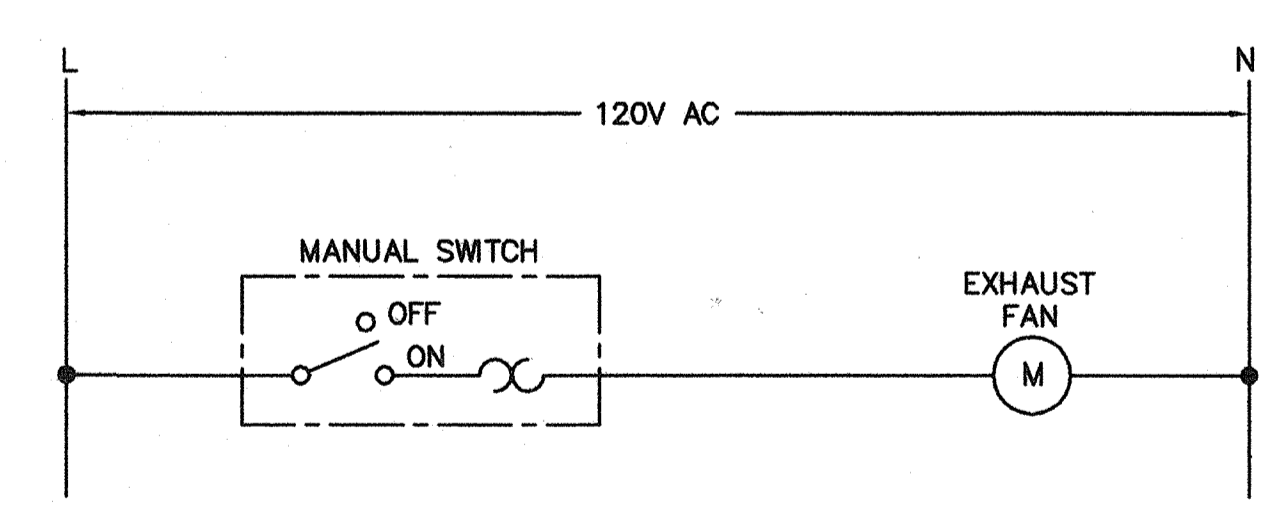 L
N
120V AC
MANUAL SWITCH
OFF
ON
EXHAUST
FAN
M